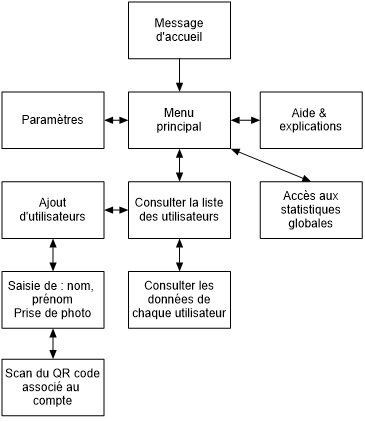 Message
d'accueil
Paramètres
Menu
principal
Aide &
explications
Ajout
d'utilisateurs
Consulter la liste
des utilisateurs
Accès aux
statistiques
globales
Saisie de : nom,
prénom
Prise de photo
Consulter les
données de
chaque utilisateur
Scan du QR code
associé au
compte